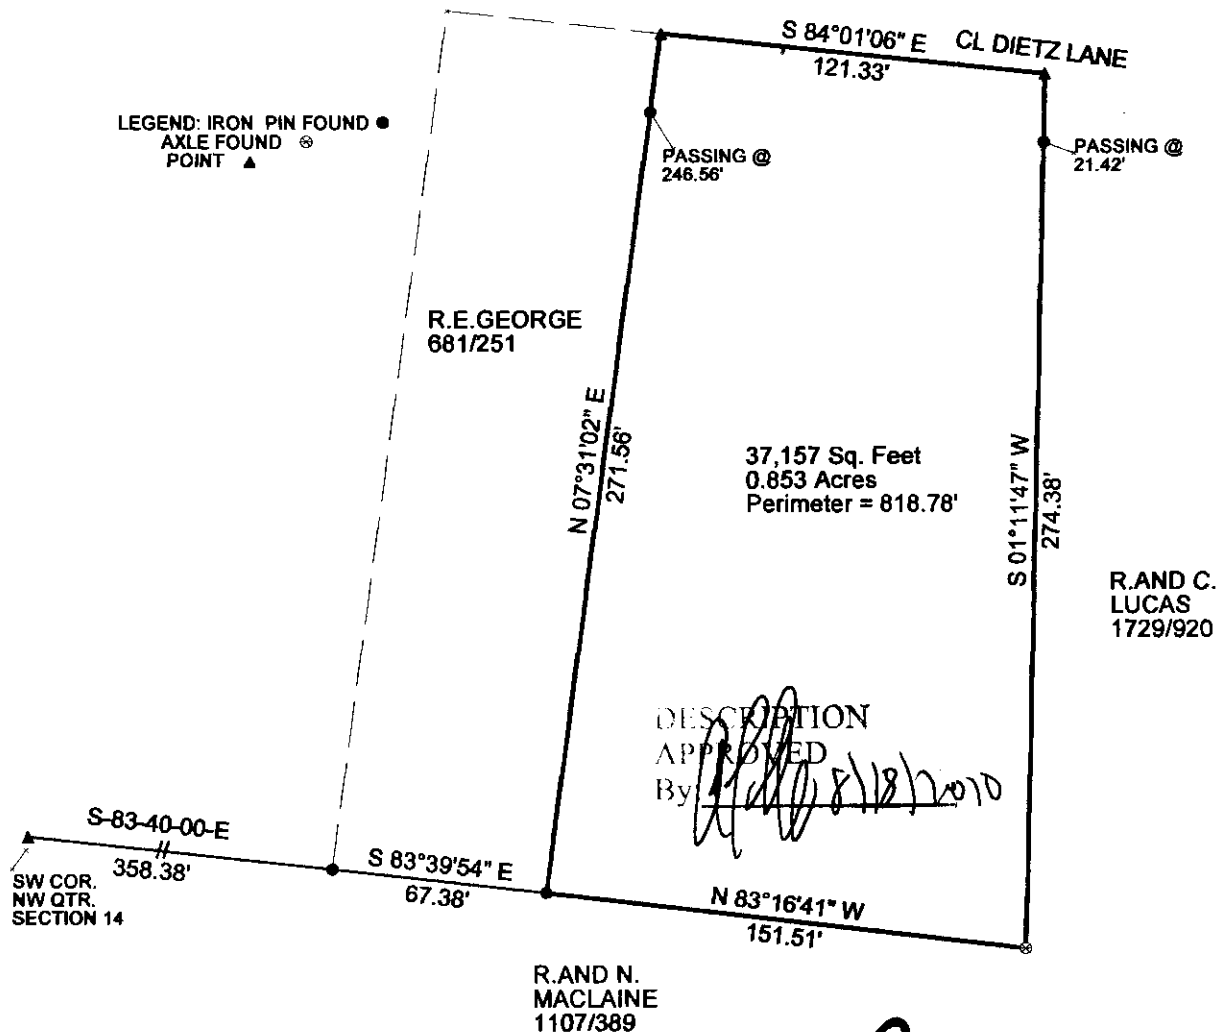 S 84°01'06" E
CL DIETZ LANE
121.33'
LEGEND: IRON PIN FOUND ●
AXLE FOUND ⊗
POINT ▲
PASSING @
246.56'
PASSING @
21.42'
R.E.GEORGE
681/251
N 07°31'02" E
271.56'
37,157 Sq. Feet
0.853 Acres
Perimeter = 818.78'
S 01°11'47" W
274.38'
R.AND C.
LUCAS
1729/920
DESCRIPTION
APPROVED
By 8/18/2010
S-83-40-00-E
358.38'
SW COR.
NW QTR.
SECTION 14
S 83°39'54" E
67.38'
N 83°16'41" W
151.51'
R.AND N.
MACLAINE
1107/389